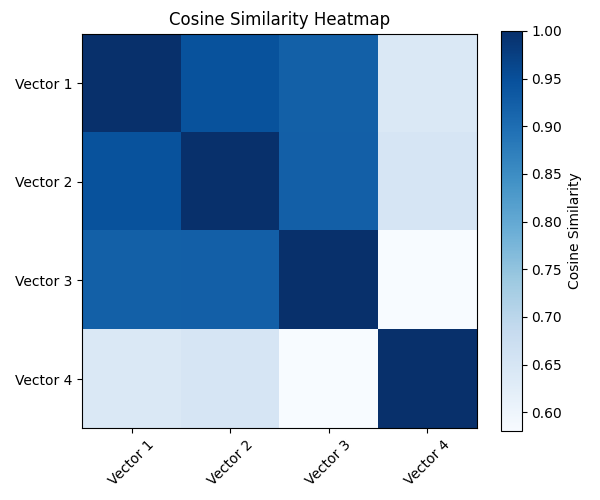 Cosine Similarity Heatmap
Vector 1
Vector 2
Vector 3
Vector 4
Vector 1
Vector 2
Vector 3
Vector 4
1.00
0.95
0.90
0.85
0.80
0.75
0.70
0.65
0.60
Cosine Similarity